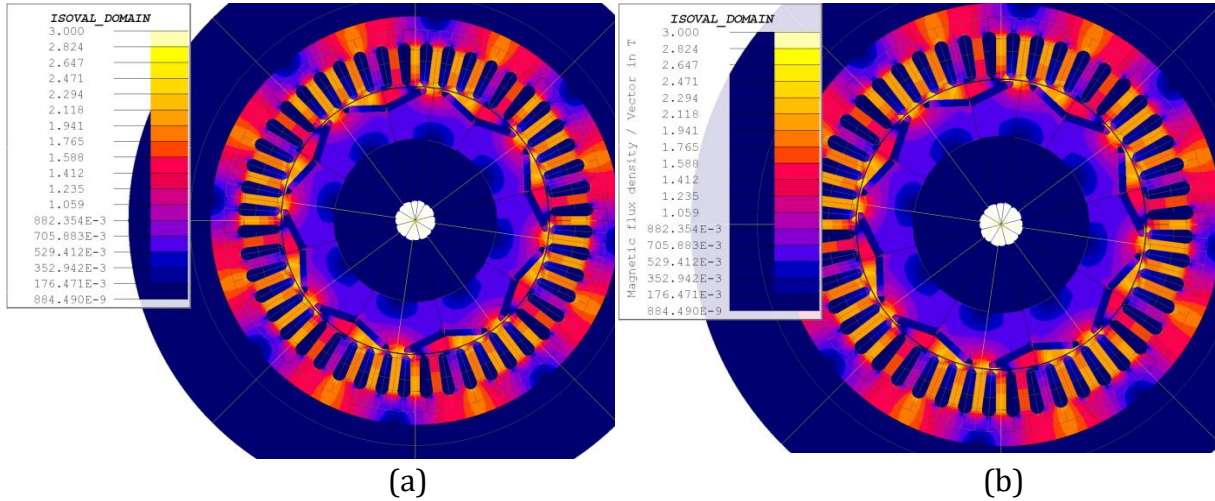 ISOVAL_DOMAIN
3.000
2.824
2.647
2.471
2.294
2.118
1.941
1.765
1.588
1.412
1.235
1.059
882.354E-3
705.883E-3
529.412E-3
352.942E-3
176.471E-3
884.490E-9
(a)
ISOVAL_DOMAIN
Magnetic flux density / Vector in T
3.000
2.824
2.647
2.471
2.294
2.118
1.941
1.765
1.588
1.412
1.235
1.059
882.354E-3
705.883E-3
529.412E-3
352.942E-3
176.471E-3
884.490E-9
(b)